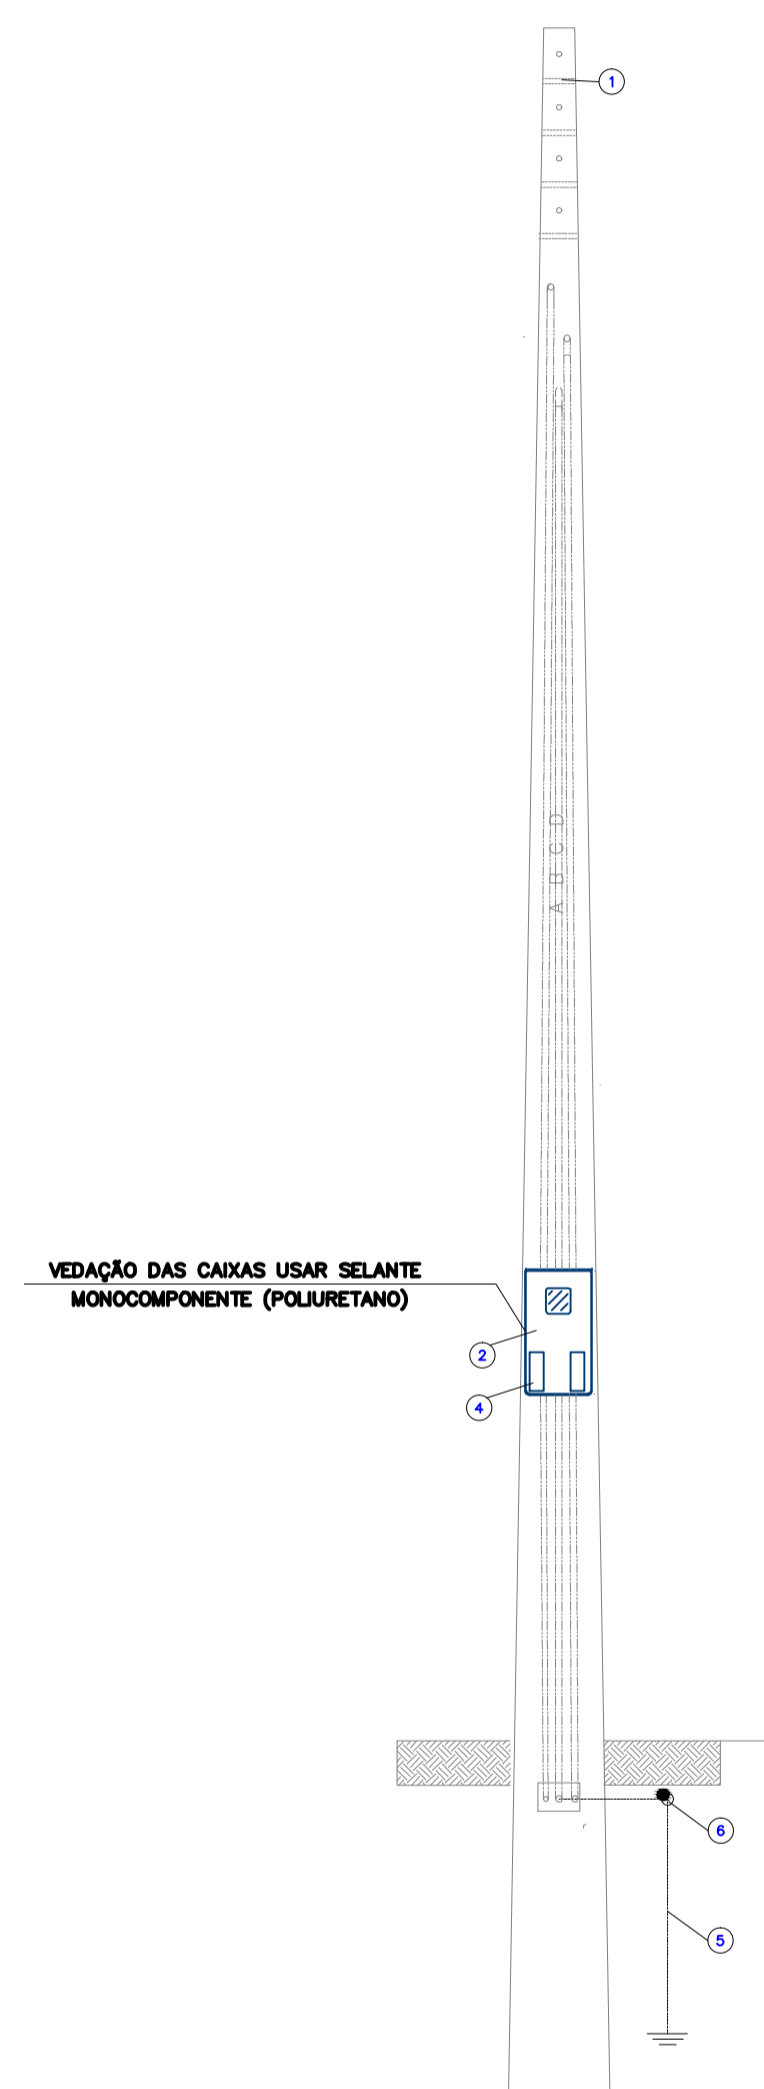 1
A B C D
VEDAÇÃO DAS CAIXAS USAR SELANTE
MONOCOMPONENTE (POLIURETANO)
2
4
6
5